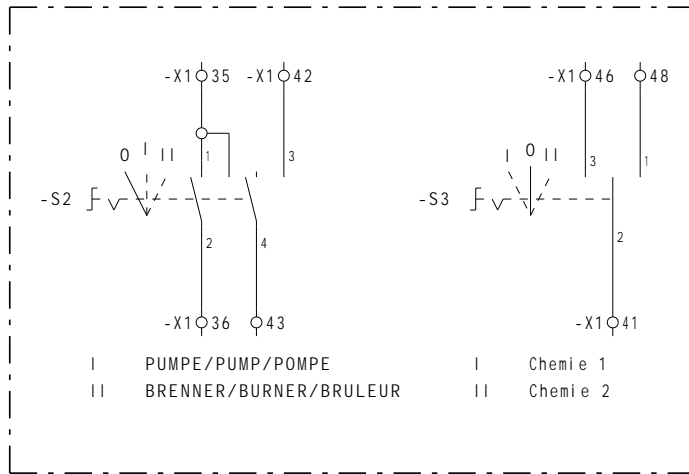 -X1 35 -X1 42 -X1 46 48
0 I II 1 3 I 0 II 3 1
-S2 -S3
2 4 2
-X1 36 43 -X1 41
I PUMPE/PUMP/POMPE I Chemie 1
II BRENNER/BURNER/BRULEUR II Chemie 2